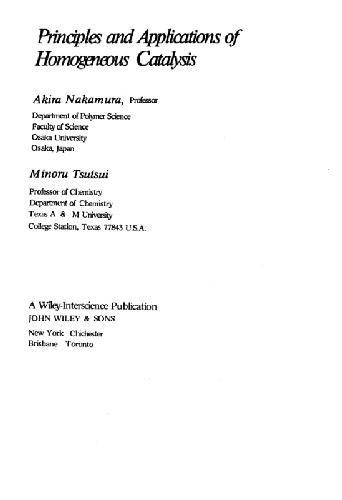 Principles and Applications of
Homogeneous Catalysis
Akira Nakamura, Professor
Department of Polymer Science
Faculty of Science
Osaka University
Osaka, Japan
Minoru Tsutsui
Professor of Chemistry
Department of Chemistry
Texas A & M University
College Station, Texas 77843 U.S.A.
A Wiley-Interscience Publication
JOHN WILEY & SONS
New York Chichester
Brisbane Toronto